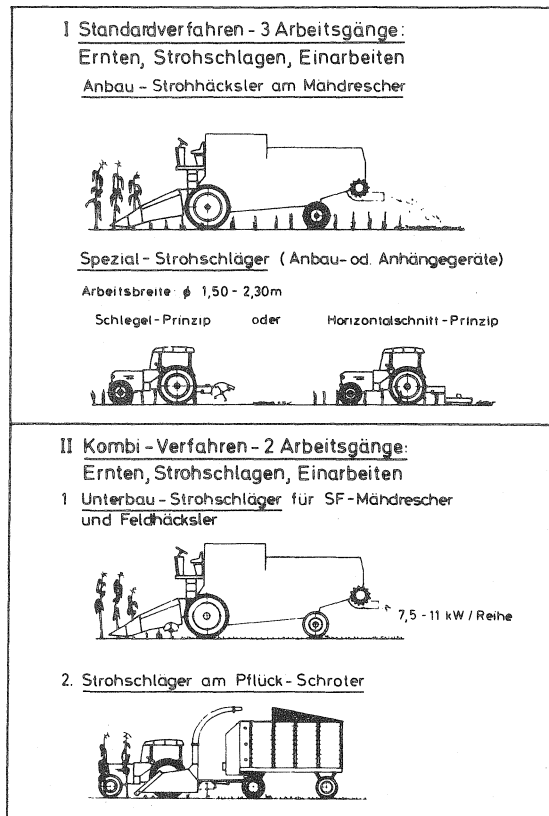 I Standardverfahren - 3 Arbeitsgänge:
Ernten, Strohschlagen, Einarbeiten
Anbau - Strohhäcksler am Mähdrescher
Spezial - Strohschläger (Anbau- od. Anhängegeräte)
Arbeitsbreite ϕ 1,50 - 2,30m
Schlegel - Prinzip oder Horizontalschnitt - Prinzip
II Kombi - Verfahren - 2 Arbeitsgänge:
Ernten, Strohschlagen, Einarbeiten
1 Unterbau - Strohschläger für SF-Mähdrescher
und Feldhäcksler
7,5 - 11 kW / Reihe
2. Strohschläger am Pflück - Schroter